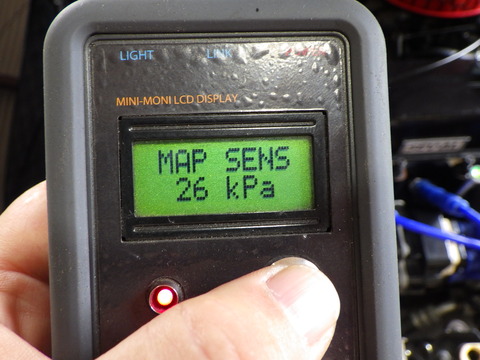 LIGHT LINK
MINI-MONI LCD DISPLAY
MAP SENS
26 kPa